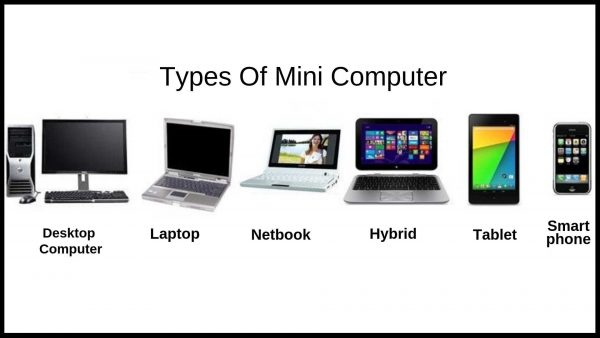 Types Of Mini Computer
Desktop
Computer
Laptop
Netbook
Hybrid
Tablet
Smart
phone